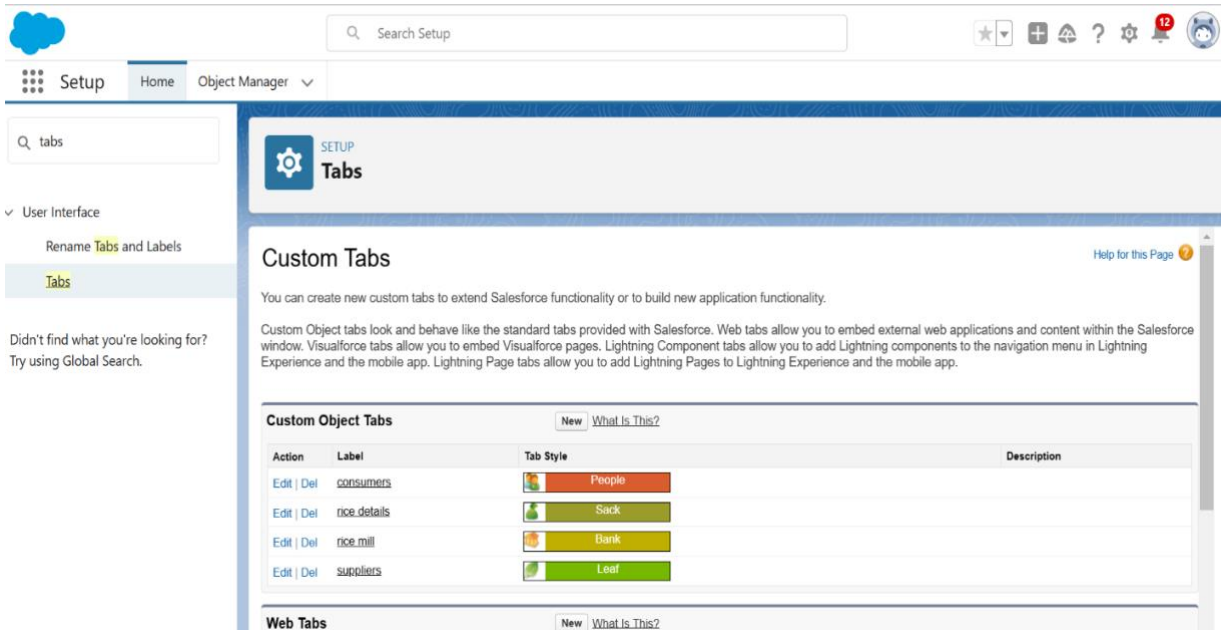 Search Setup
12
Setup
Home
Object Manager
tabs
SETUP
Tabs
User Interface
Rename Tabs and Labels
Tabs
Didn't find what you're looking for?
Try using Global Search.
Custom Tabs
Help for this Page
You can create new custom tabs to extend Salesforce functionality or to build new application functionality.
Custom Object tabs look and behave like the standard tabs provided with Salesforce. Web tabs allow you to embed external web applications and content within the Salesforce
window. Visualforce tabs allow you to embed Visualforce pages. Lightning Component tabs allow you to add Lightning components to the navigation menu in Lightning
Experience and the mobile app. Lightning Page tabs allow you to add Lightning Pages to Lightning Experience and the mobile app.
Custom Object Tabs New What Is This?
Action Label Tab Style Description
Edit | Del consumers People
Edit | Del rice details Sack
Edit | Del rice mill Bank
Edit | Del suppliers Leaf
Web Tabs New What Is This?